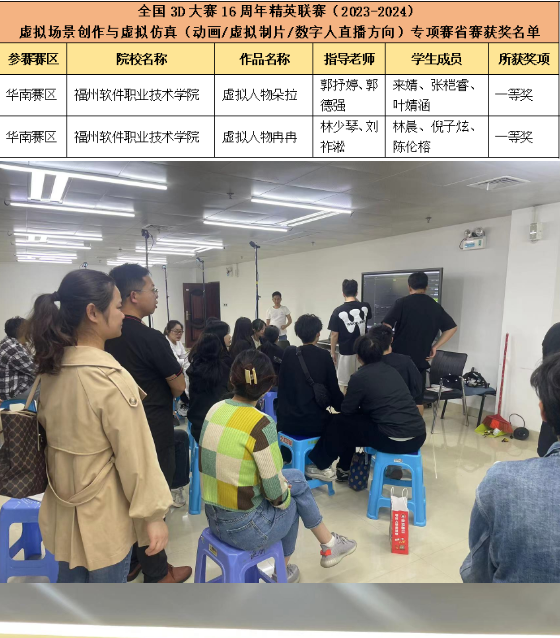 全国 3D 大赛 16 周年精英联赛（2023-2024）
虚拟场景创作与虚拟仿真（动画/虚拟制片/数字人直播方向）专项赛省赛获奖名单
参赛赛区 院校名称 作品名称 指导老师 学生成员 所获奖项
华南赛区 福州软件职业技术学院 虚拟人物朵拉 郭抒婷、郭德强 来婧、张桤睿、叶婧涵 一等奖
华南赛区 福州软件职业技术学院 虚拟人物冉冉 林少琴、刘祚淞 林晨、倪子炫、陈伦榕 一等奖